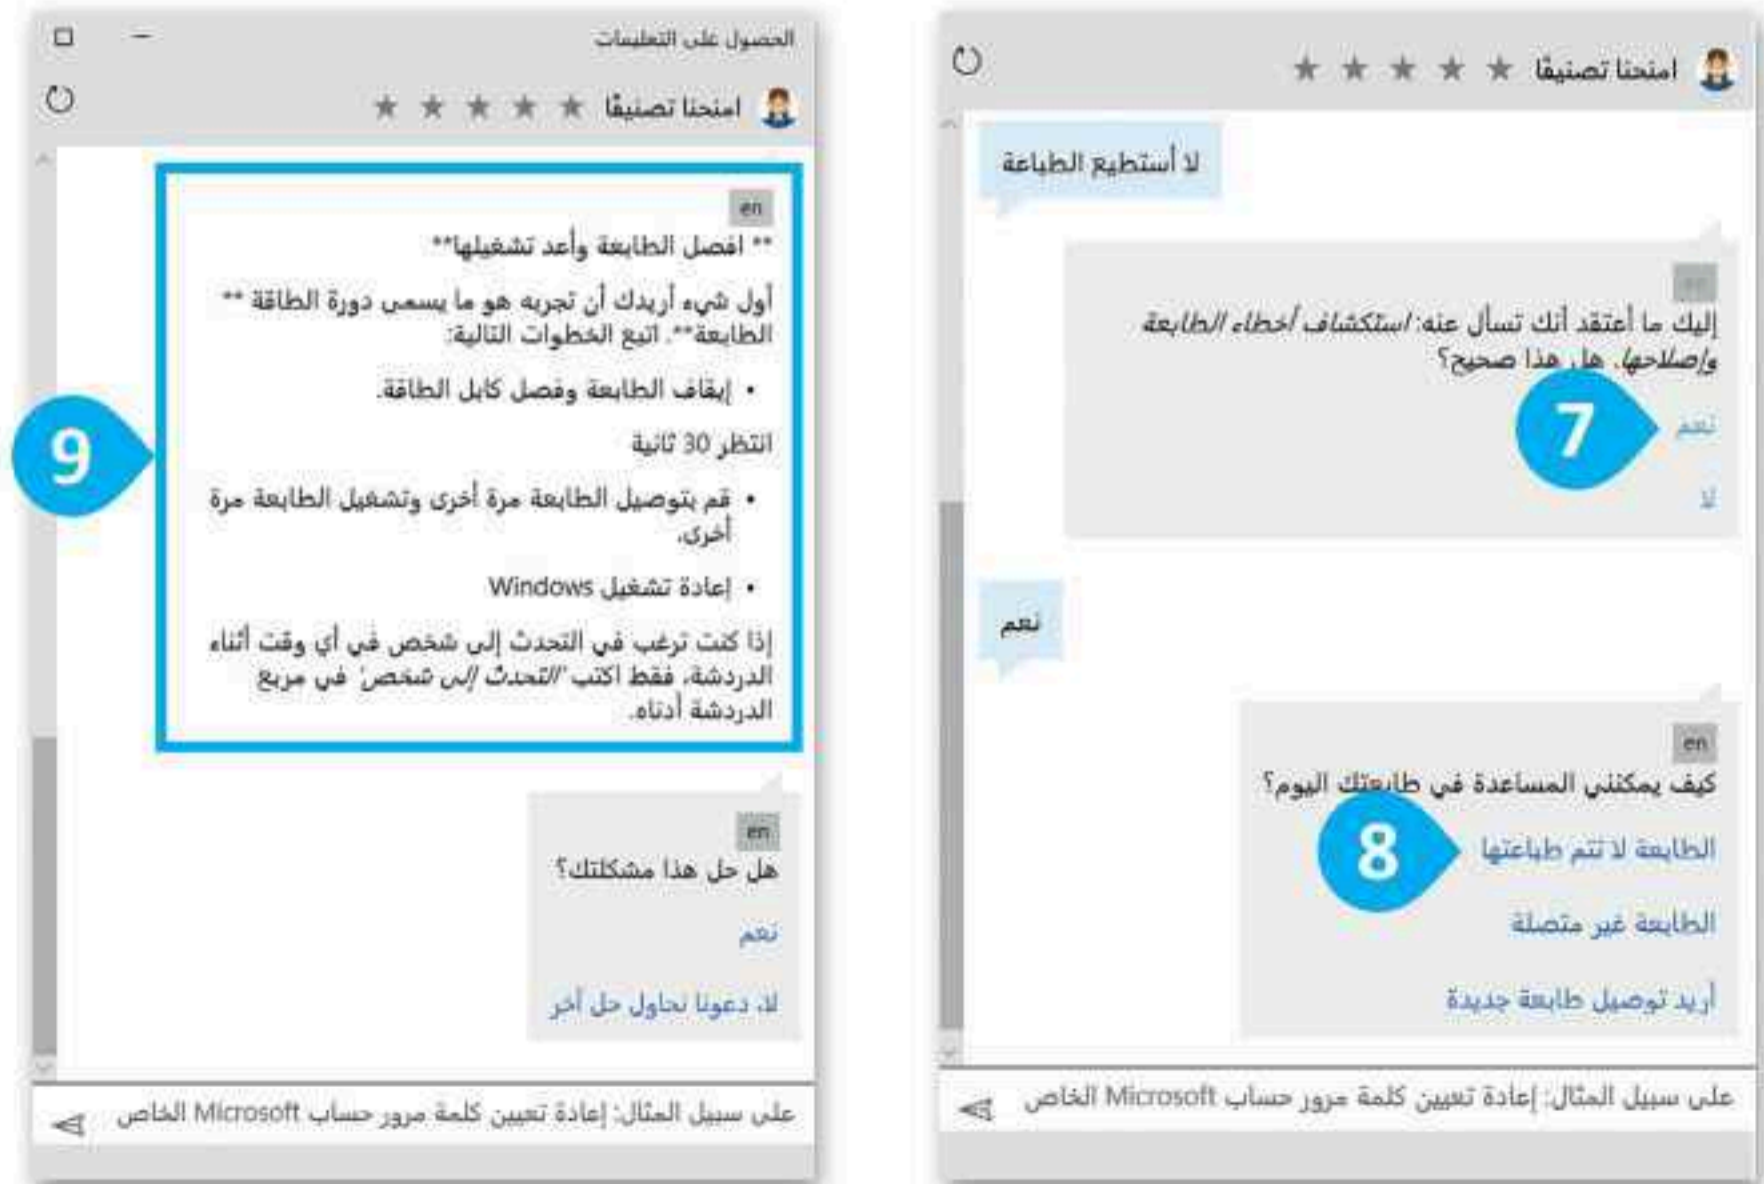 امنحنا تصنيفًا
لا أستطيع الطباعة
إليك ما أعتقد أنك تسأل عنه: استكشاف أخطاء الطابعة
وإصلاحها. هل هذا صحيح؟
نعم
7
لا
نعم
en
كيف يمكنني المساعدة في طابعتك اليوم؟
الطابعة لا تتم طباعتها
8
الطابعة غير متصلة
أريد توصيل طابعة جديدة
على سبيل المثال: إعادة تعيين كلمة مرور حساب Microsoft الخاص
الحصول على التعليمات
امنحنا تصنيفًا
en
** افصل الطابعة وأعد تشغيلها**
أول شيء أريدك أن تجربه هو ما يسمى دورة الطاقة **
الطابعة**. اتبع الخطوات التالية:
• إيقاف الطابعة وفصل كابل الطاقة.
انتظر 30 ثانية
• قم بتوصيل الطابعة مرة أخرى وتشغيل الطابعة مرة
أخرى.
• إعادة تشغيل Windows
إذا كنت ترغب في التحدث إلى شخص في أي وقت أثناء
الدردشة، فقط اكتب "التحدث إلى شخص" في مربع
الدردشة أدناه.
9
en
هل حل هذا مشكلتك؟
نعم
لا، دعونا نحاول حل آخر
على سبيل المثال: إعادة تعيين كلمة مرور حساب Microsoft الخاص